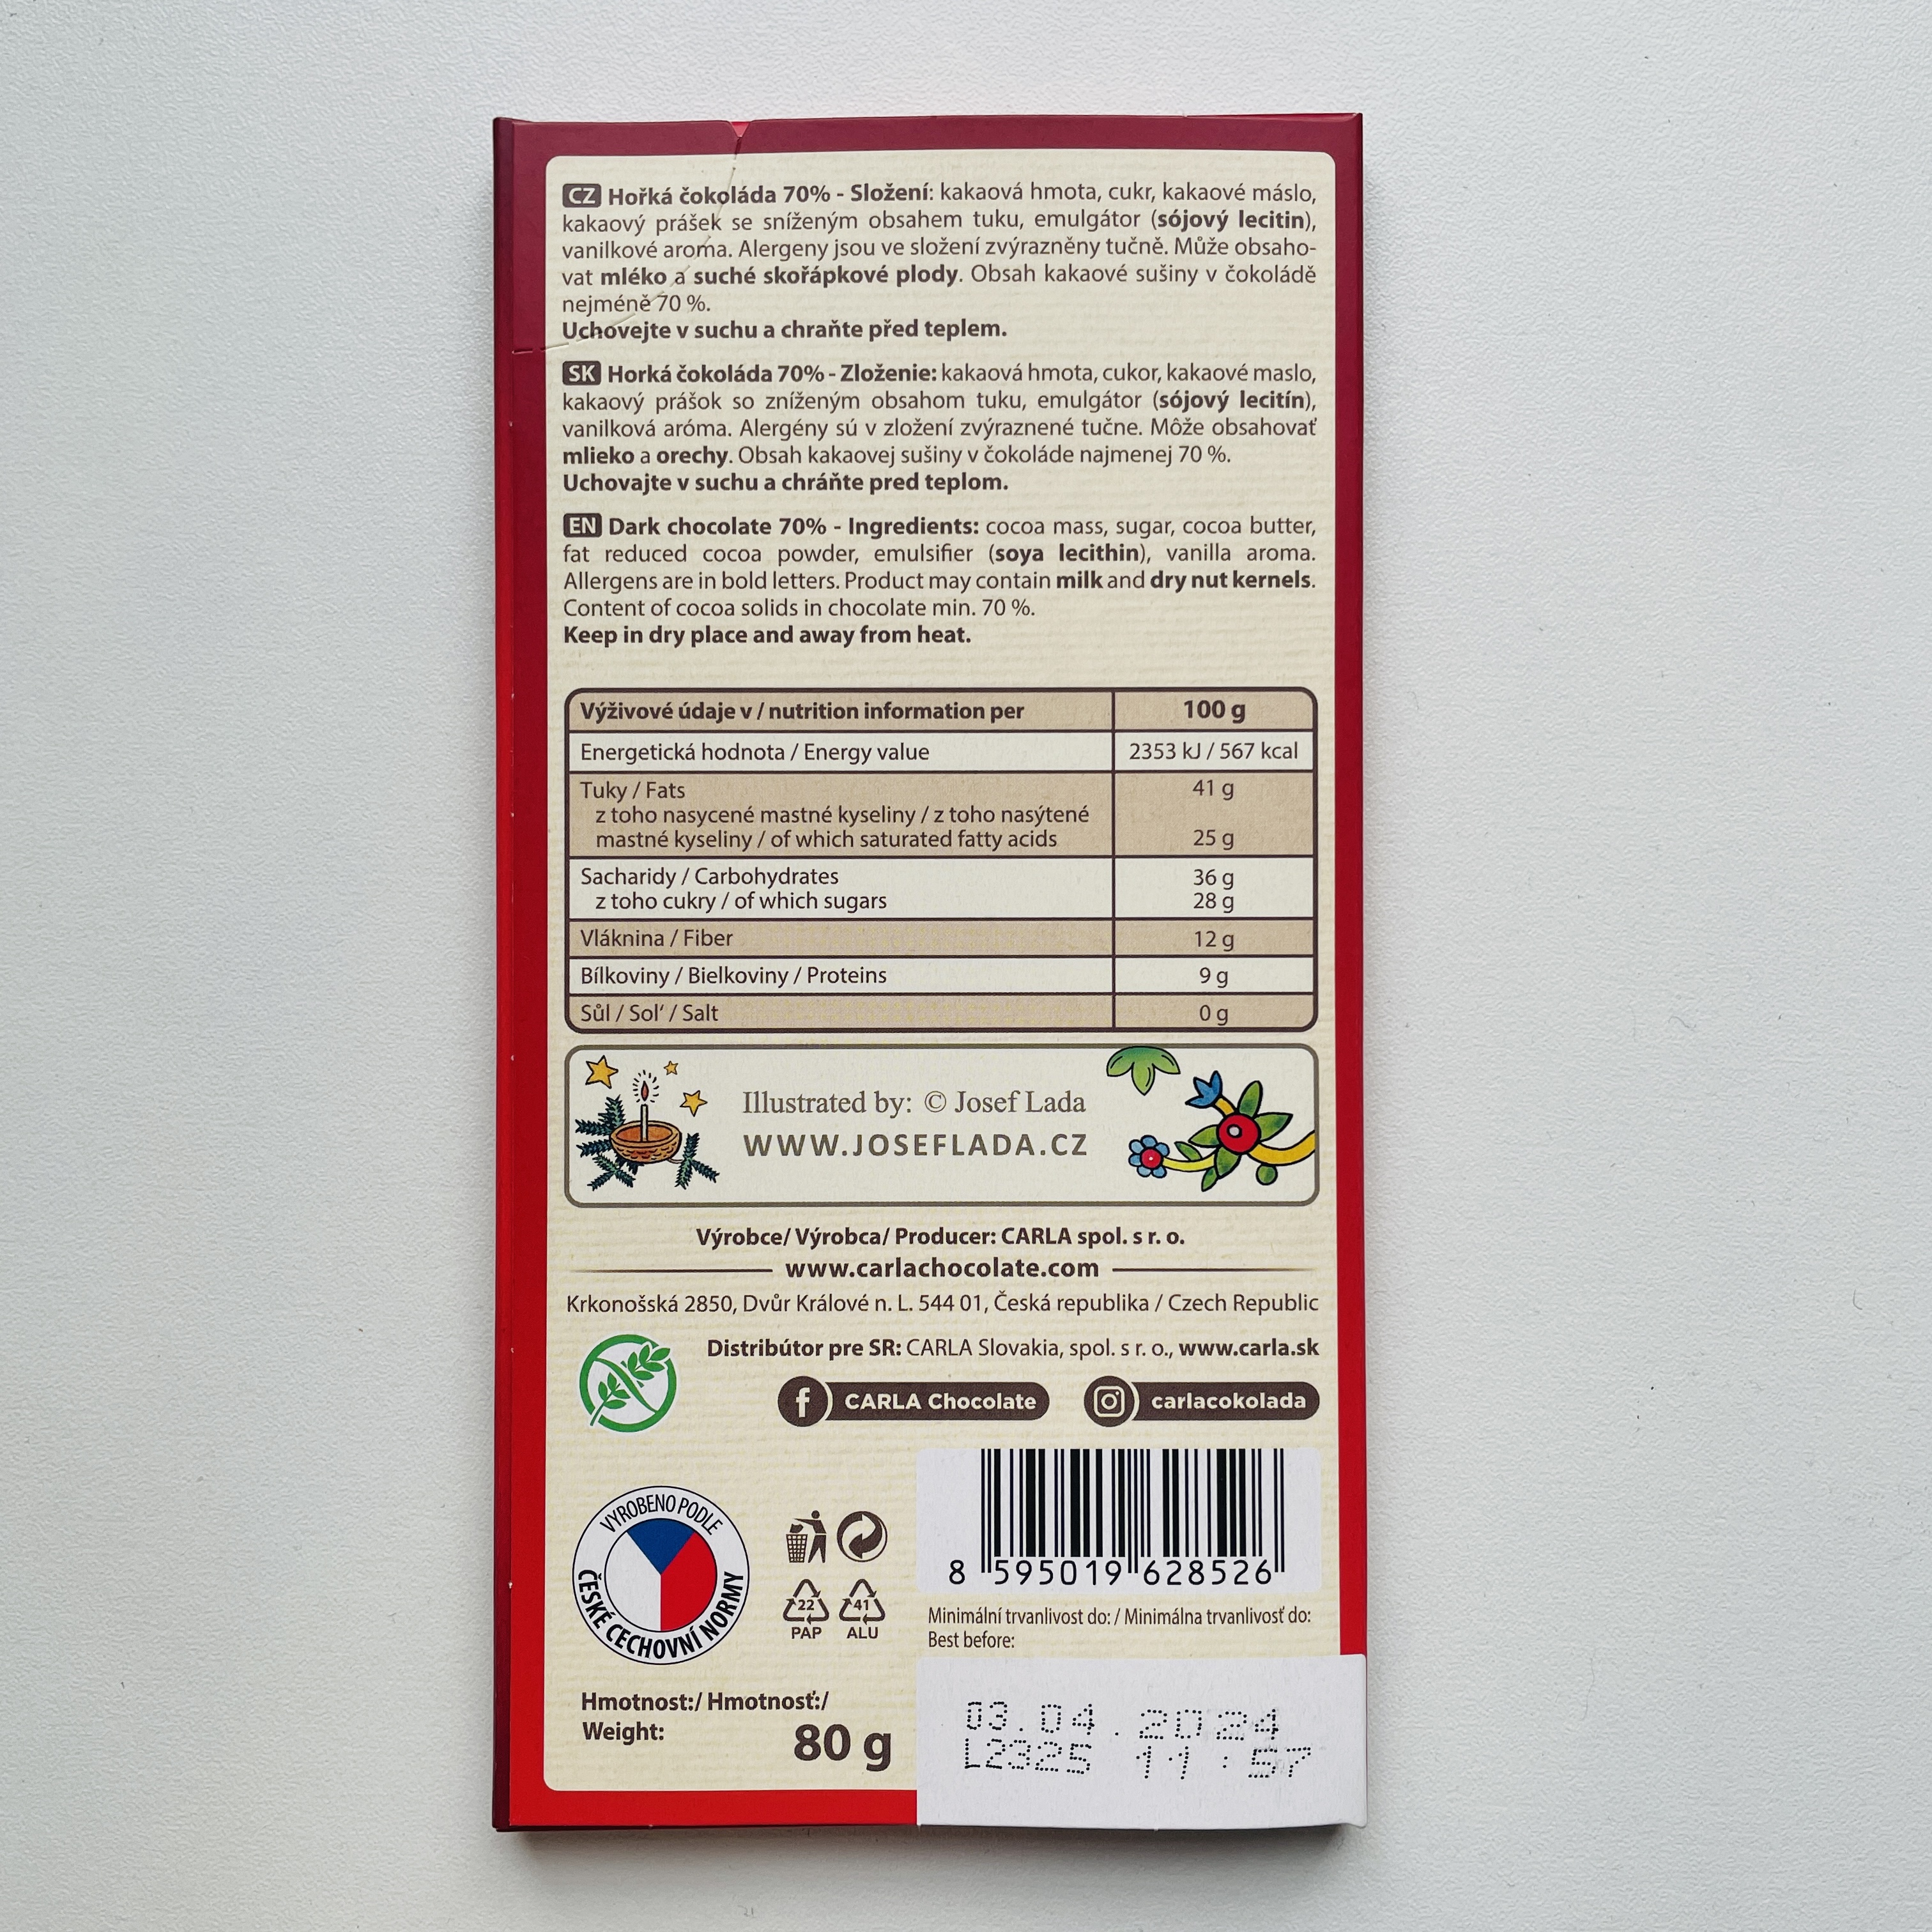 CZ Hořká čokoláda 70% - Složení: kakaová hmota, cukr, kakaové máslo,
kakaový prášek se sníženým obsahem tuku, emulgátor (sójový lecitin),
vanilkové aroma. Alergeny jsou ve složení zvýrazněny tučně. Může obsaho-
vat mléko a suché skořápkové plody. Obsah kakaové sušiny v čokoládě
nejméně 70 %.
Uchovejte v suchu a chraňte před teplem.
SK Horká čokoláda 70% - Zloženie: kakaová hmota, cukor, kakaové maslo,
kakaový prášok so zníženým obsahom tuku, emulgátor (sójový lecitín),
vanilková aróma. Alergény sú v zložení zvýraznené tučne. Môže obsahovať
mlieko a orechy. Obsah kakaovej sušiny v čokoláde najmenej 70 %.
Uchovajte v suchu a chráňte pred teplom.
EN Dark chocolate 70% - Ingredients: cocoa mass, sugar, cocoa butter,
fat reduced cocoa powder, emulsifier (soya lecithin), vanilla aroma.
Allergens are in bold letters. Product may contain milk and dry nut kernels.
Content of cocoa solids in chocolate min. 70 %.
Keep in dry place and away from heat.
Výživové údaje v / nutrition information per 100 g
Energetická hodnota / Energy value 2353 kJ / 567 kcal
Tuky / Fats 41 g
z toho nasycené mastné kyseliny / z toho nasýtené
mastné kyseliny / of which saturated fatty acids 25 g
Sacharidy / Carbohydrates 36 g
z toho cukry / of which sugars 28 g
Vláknina / Fiber 12 g
Bílkoviny / Bielkoviny / Proteins 9 g
Sůl / Sol‘ / Salt 0 g
Illustrated by: © Josef Lada
WWW.JOSEFLADA.CZ
Výrobce/ Výrobca/ Producer: CARLA spol. s r. o.
www.carlachocolate.com
Krkonošská 2850, Dvůr Králové n. L. 544 01, Česká republika / Czech Republic
Distribútor pre SR: CARLA Slovakia, spol. s r. o., www.carla.sk
f CARLA Chocolate carlacokolada
VYROBENO PODLE
ČESKÉ CECHOVNÍ NORMY
22 41
PAP ALU
8 595019 628526
Minimální trvanlivost do: / Minimálna trvanlivosť do:
Best before:
03.04.2024
L2325 11:57
Hmotnost:/ Hmotnosť:/
Weight: 80 g